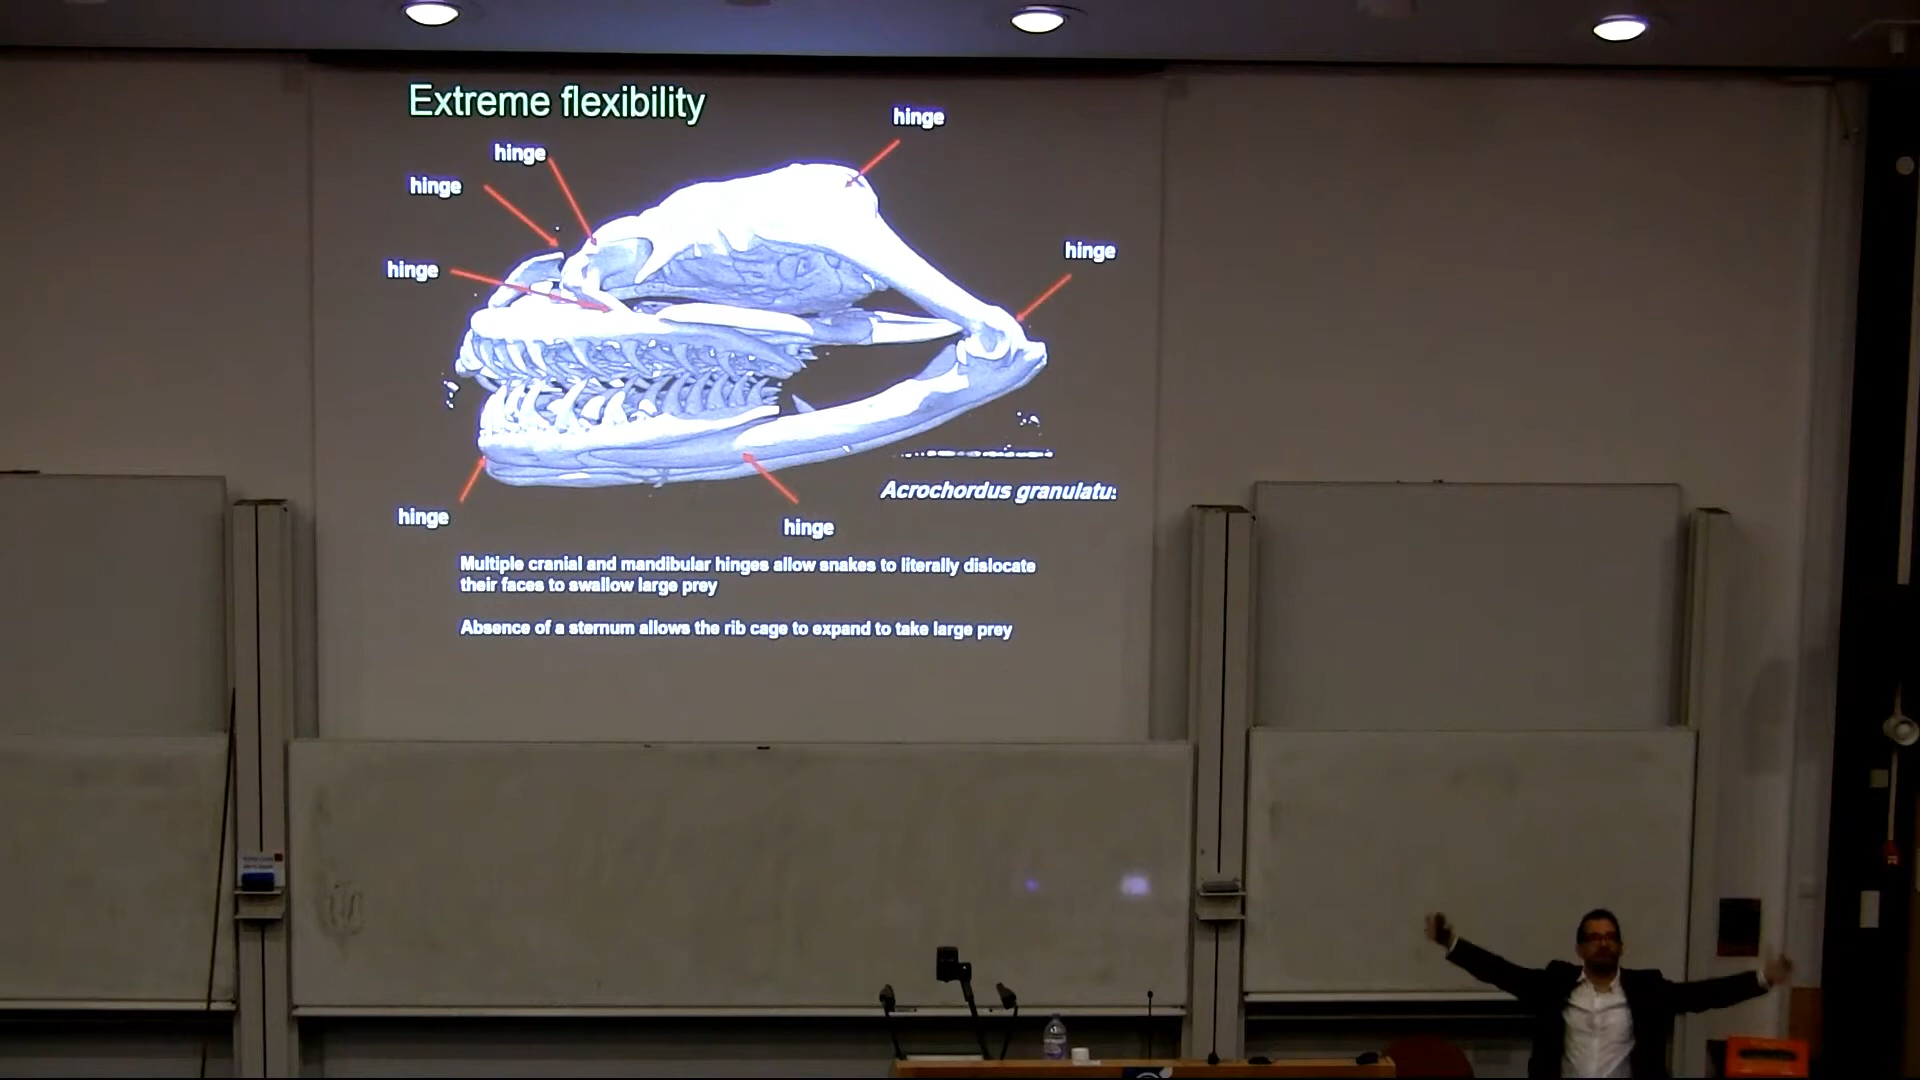 Extreme flexibility
hinge
hinge
hinge
hinge
hinge
hinge
hinge
Acrochordus granulatu
Multiple cranial and mandibular hinges allow snakes to literally dislocate
their faces to swallow large prey
Absence of a sternum allows the rib cage to expand to take large prey